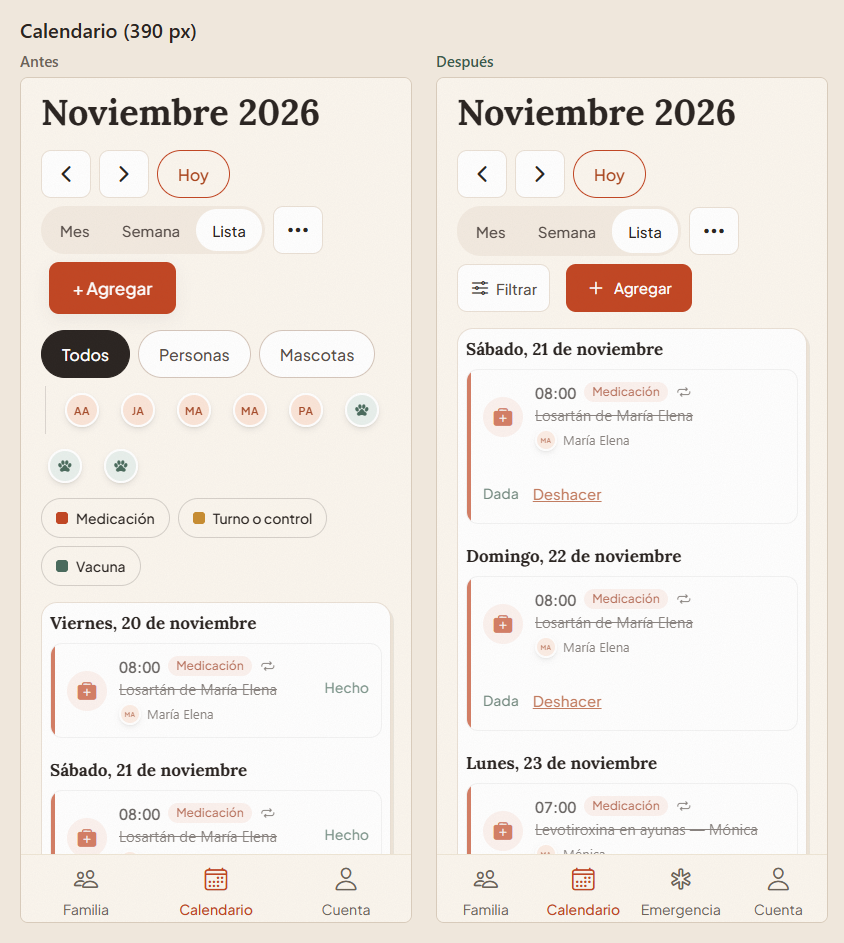 Calendario (390 px)
Antes
Noviembre 2026
Hoy
Mes Semana Lista •••
+ Agregar
Todos Personas Mascotas
AA JA MA MA PA
Medicación Turno o control
Vacuna
Viernes, 20 de noviembre
08:00 Medicación
Losartán de María Elena
Hecho
MA María Elena
Sábado, 21 de noviembre
08:00 Medicación
Losartán de María Elena
Hecho
Familia Calendario Cuenta
Después
Noviembre 2026
Hoy
Mes Semana Lista •••
Filtrar + Agregar
Sábado, 21 de noviembre
08:00 Medicación
Losartán de María Elena
MA María Elena
Dada Deshacer
Domingo, 22 de noviembre
08:00 Medicación
Losartán de María Elena
MA María Elena
Dada Deshacer
Lunes, 23 de noviembre
07:00 Medicación
Levotiroxina en ayunas — Mónica
MA Mónica
Familia Calendario Emergencia Cuenta